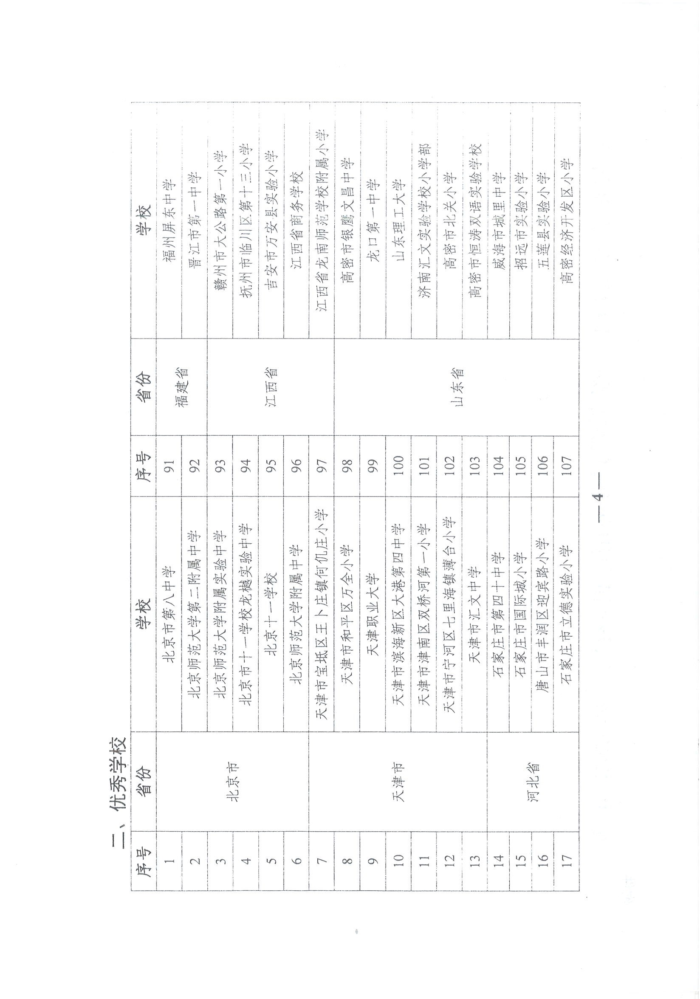 二、优秀学校
序号 省份 学校 序号 省份 学校
1 北京市 北京市第八中学 91 福建省 福州屏东中学
2 北京师范大学第二附属中学 92 晋江市第一中学
3 北京师范大学附属实验中学 93 江西省 赣州市大公路第一小学
4 北京市十一学校龙樾实验中学 94 抚州市临川区第十三小学
5 北京十一学校 95 吉安市万安县实验小学
6 北京师范大学附属中学 96 江西省商务学校
7 天津市 天津市宝坻区王卜庄镇何仉庄小学 97 江西省龙南师范学校附属小学
8 天津市和平区万全小学 98 山东省 高密市银鹰文昌中学
9 天津职业大学 99 龙口第一中学
10 天津市滨海新区大港第四中学 100 山东理工大学
11 天津市津南区双桥河第一小学 101 济南汇文实验学校小学部
12 天津市宁河区七里海镇薄台小学 102 高密市北关小学
13 天津市汇文中学 103 高密市恒涛双语实验学校
14 河北省 石家庄市第四十中学 104 威海市城里中学
15 石家庄市国际城小学 105 招远市实验小学
16 唐山市丰润区迎宾路小学 106 五莲县实验小学
17 石家庄市立德实验小学 107 高密经济开发区小学
—4—